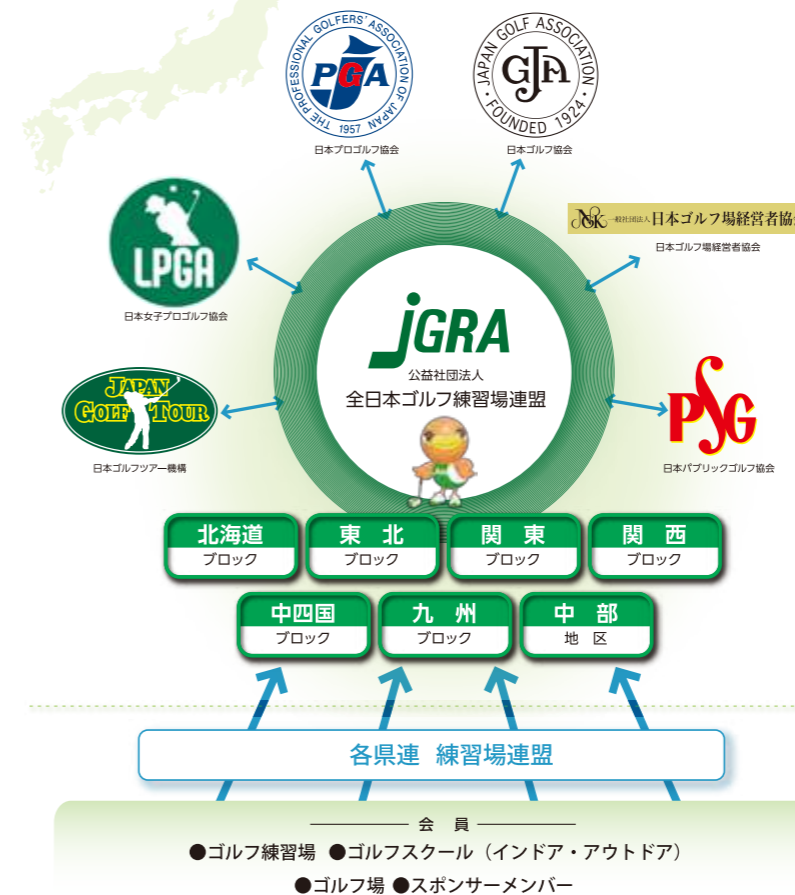 THE PROFESSIONAL GOLFERS' ASSOCIATION OF JAPAN
PGA
1957
日本プロゴルフ協会
JAPAN GOLF ASSOCIATION
JGA
FOUNDED 1924
日本ゴルフ協会
LPGA
日本女子プロゴルフ協会
NGK 一般社団法人 日本ゴルフ場経営者協
日本ゴルフ場経営者協会
jGRA
公益社団法人
全日本ゴルフ練習場連盟
JAPAN
GOLF TOUR
日本ゴルフツアー機構
PSG
日本パブリックゴルフ協会
北海道
ブロック
東 北
ブロック
関 東
ブロック
関 西
ブロック
中四国
ブロック
九 州
ブロック
中 部
地 区
各県連 練習場連盟
会 員
●ゴルフ練習場 ●ゴルフスクール（インドア・アウトドア）
●ゴルフ場 ●スポンサーメンバー